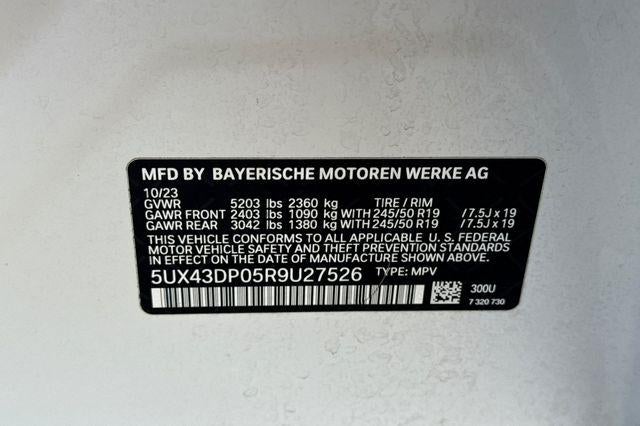 MFD BY BAYERISCHE MOTOREN WERKE AG
10/23
GVWR 5203 lbs 2360 kg TIRE / RIM
GAWR FRONT 2403 lbs 1090 kg WITH 245/50 R19 / 7.5J x 19
GAWR REAR 3042 lbs 1380 kg WITH 245/50 R19 / 7.5J x 19
THIS VEHICLE CONFORMS TO ALL APPLICABLE U. S. FEDERAL
MOTOR VEHICLE SAFETY AND THEFT PREVENTION STANDARDS
IN EFFECT ON THE DATE OF MANUFACTURE SHOWN ABOVE.
5UX43DP05R9U27526 TYPE: MPV
300U
7 320 730